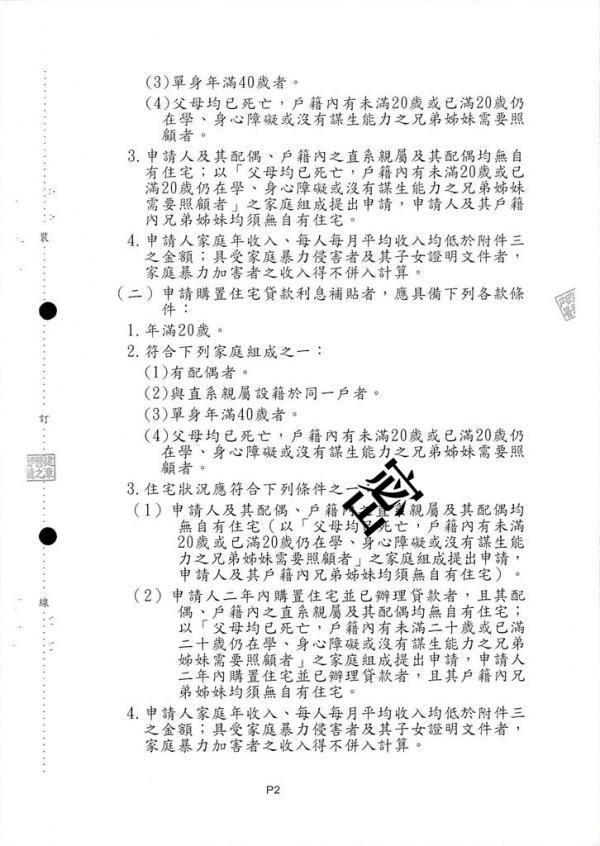 (3)單身年滿40歲者。
(4)父母均已死亡，戶籍內有未滿20歲或已滿20歲仍
在學、身心障礙或沒有謀生能力之兄弟姊妹需要照
顧者。
3.申請人及其配偶、戶籍內之直系親屬及其配偶均無自
有住宅；以「父母均已死亡，戶籍內有未滿20歲或已
滿20歲仍在學、身心障礙或沒有謀生能力之兄弟姊妹
需要照顧者」之家庭組成提出申請，申請人及其戶籍
內兄弟姊妹均須無自有住宅。
4.申請人家庭年收入、每人每月平均收入均低於附件三
之金額；具受家庭暴力侵害者及其子女證明文件者，
家庭暴力加害者之收入得不併入計算。
（二）申請購置住宅貸款利息補貼者，應具備下列各款條
件：
1.年滿20歲。
2.符合下列家庭組成之一：
(1)有配偶者。
(2)與直系親屬設籍於同一戶者。
(3)單身年滿40歲者。
(4)父母均已死亡，戶籍內有未滿20歲或已滿20歲仍
在學、身心障礙或沒有謀生能力之兄弟姊妹需要照
顧者。
3.住宅狀況應符合下列條件之一
（1）申請人及其配偶、戶籍內之直系親屬及其配偶均
無自有住宅（以「父母均已死亡，戶籍內有未滿
20歲或已滿20歲仍在學、身心障礙或沒有謀生能
力之兄弟姊妹需要照顧者」之家庭組成提出申請，
申請人及其戶籍內兄弟姊妹均須無自有住宅）。
（2）申請人二年內購置住宅並已辦理貸款者，且其配
偶、戶籍內之直系親屬及其配偶均無自有住宅；
以「父母均已死亡，戶籍內有未滿二十歲或已滿
二十歲仍在學、身心障礙或沒有謀生能力之兄弟
姊妹需要照顧者」之家庭組成提出申請，申請人
二年內購置住宅並已辦理貸款者，且其戶籍內兄
弟姊妹均須無自有住宅。
4.申請人家庭年收入、每人每月平均收入均低於附件三
之金額；具受家庭暴力侵害者及其子女證明文件者，
家庭暴力加害者之收入得不併入計算。
裝
訂
線
P2